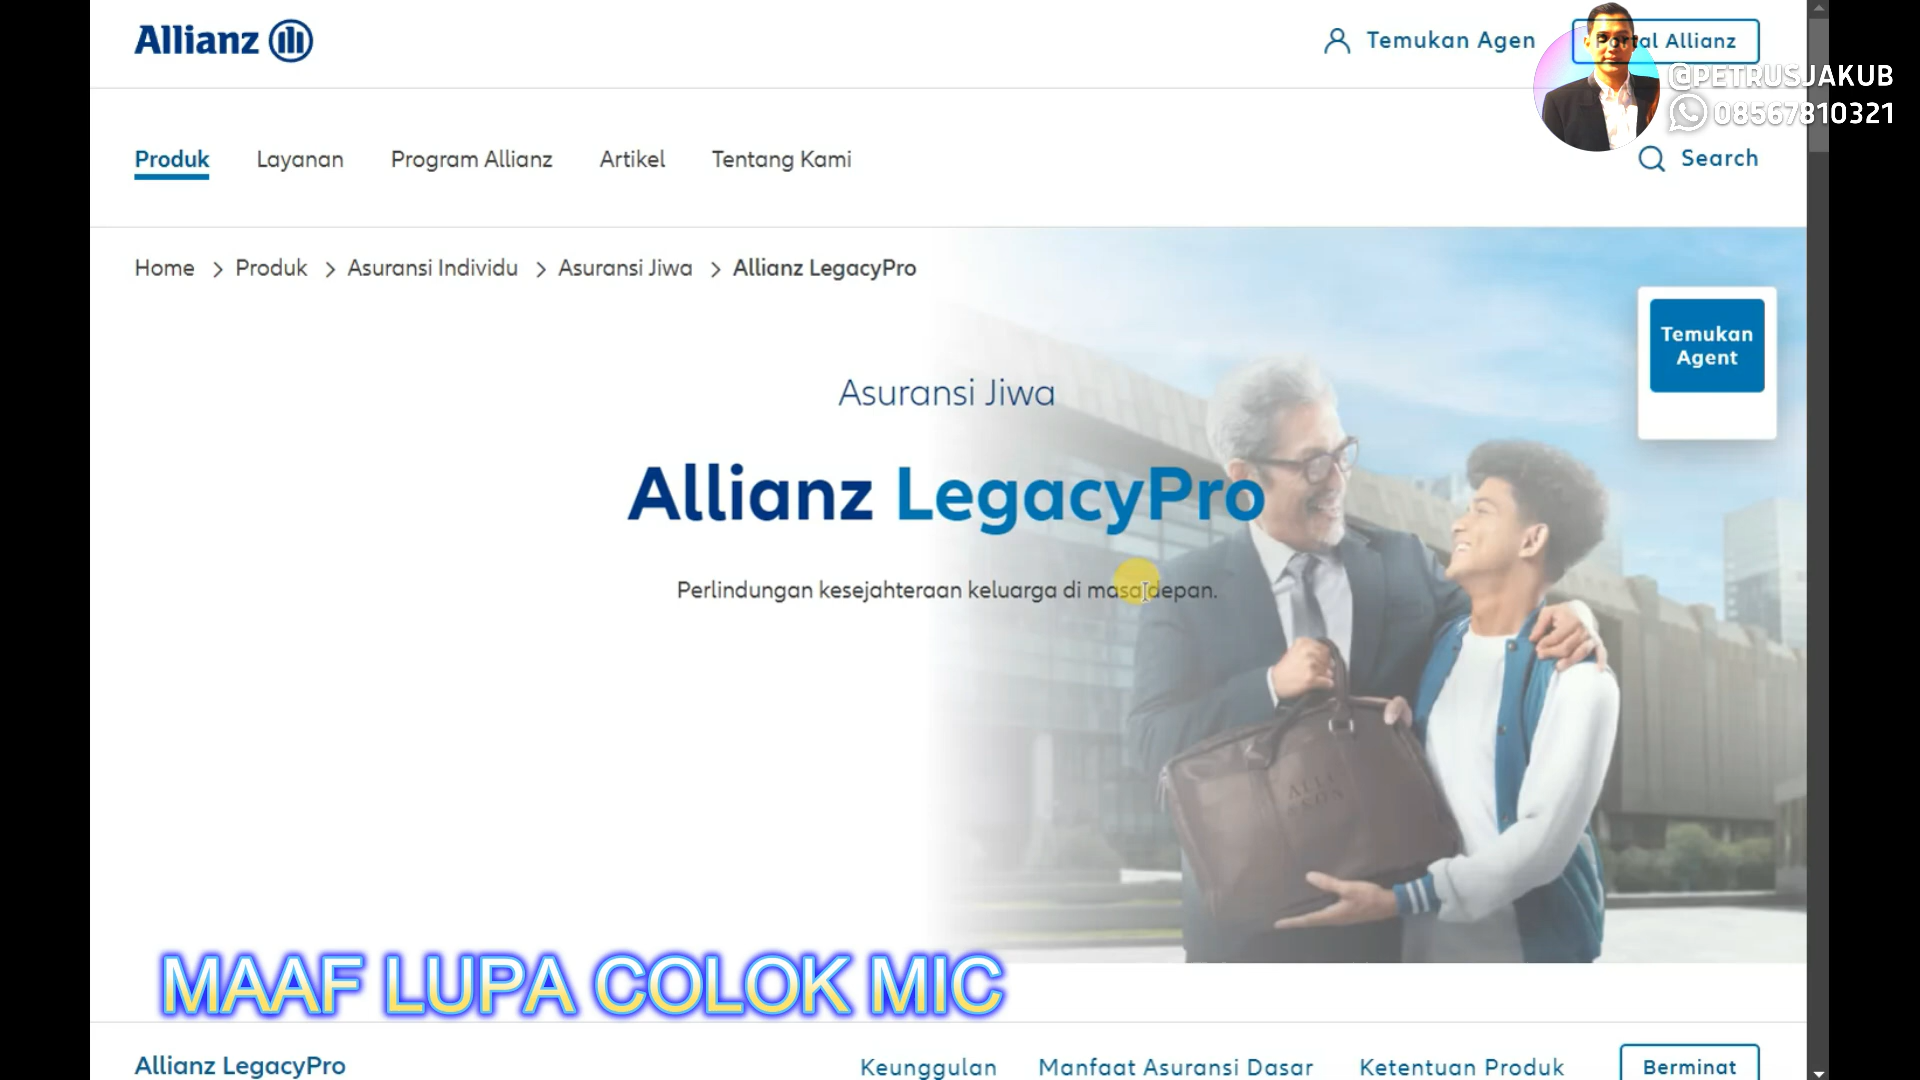 Allianz
Temukan Agen
Portal Allianz
@PETRUSJAKUB
08567810321
Produk
Layanan
Program Allianz
Artikel
Tentang Kami
Search
Home > Produk > Asuransi Individu > Asuransi Jiwa > Allianz LegacyPro
Temukan
Agent
Asuransi Jiwa
Allianz LegacyPro
Perlindungan kesejahteraan keluarga di masa depan.
MAAF LUPA COLOK MIC
Allianz LegacyPro
Keunggulan
Manfaat Asuransi Dasar
Ketentuan Produk
Berminat